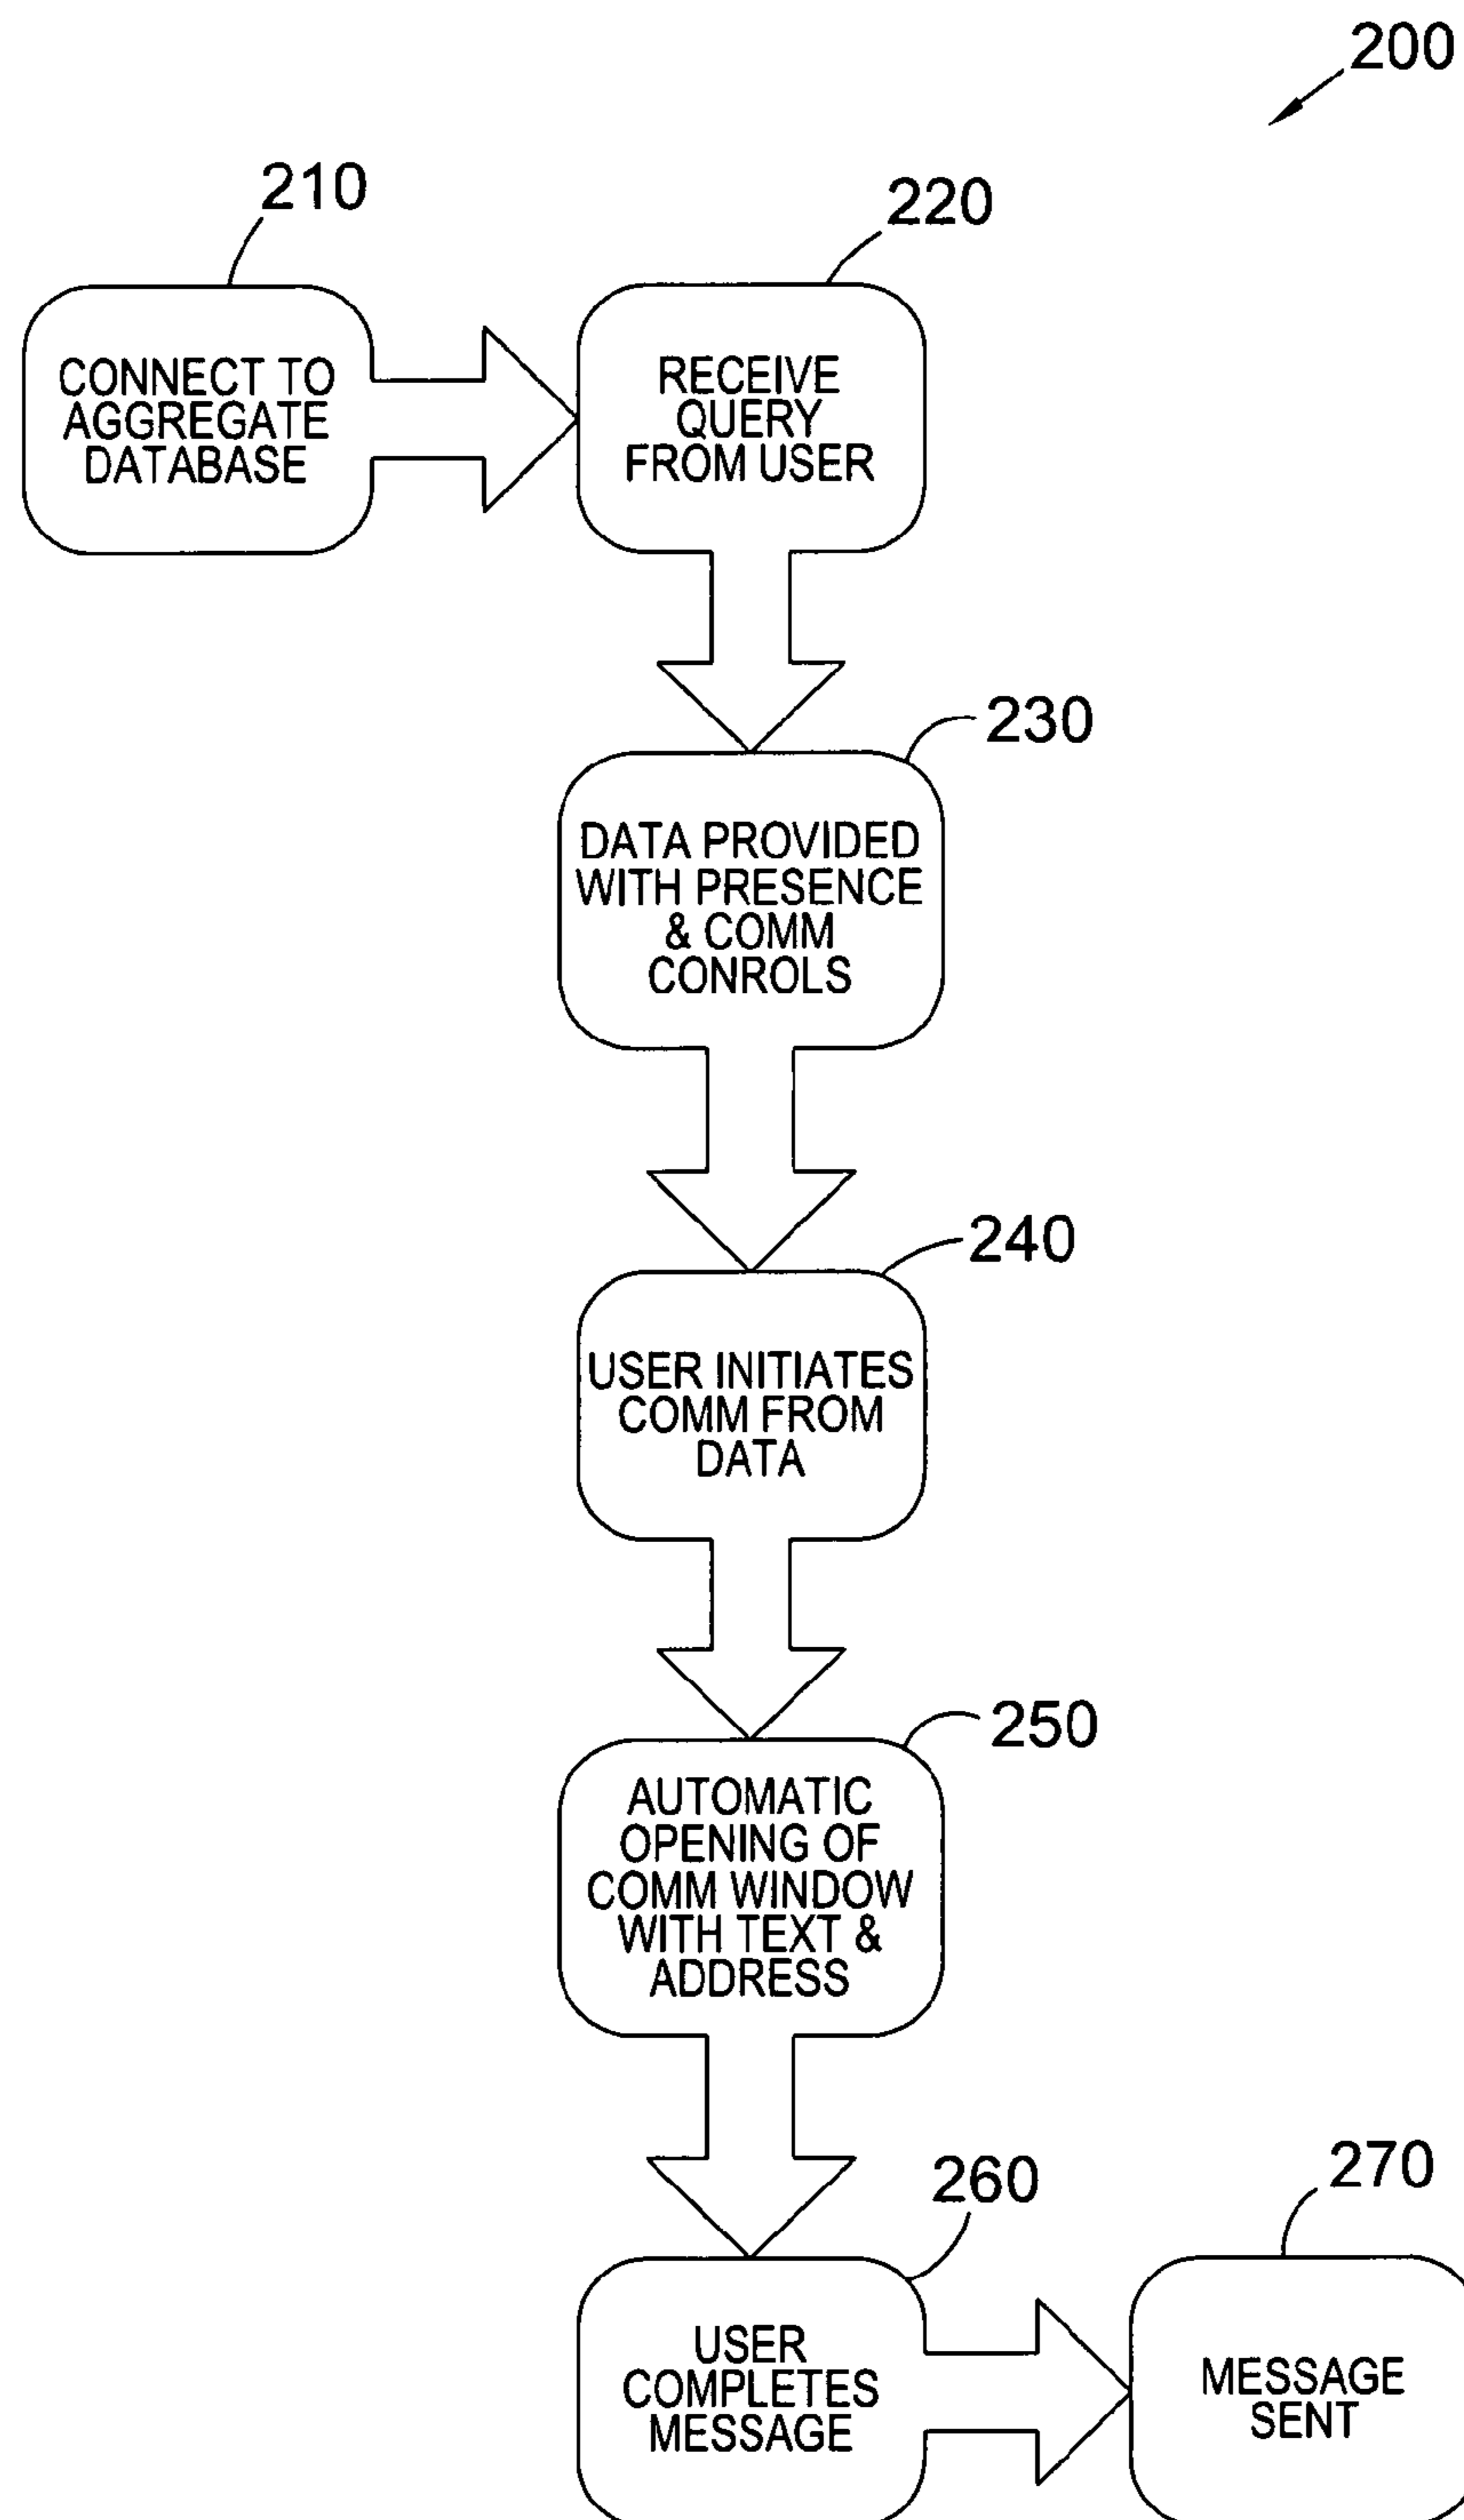 200
210
220
CONNECT TO
AGGREGATE
DATABASE
RECEIVE
QUERY
FROM USER
230
DATA PROVIDED
WITH PRESENCE
& COMM
CONROLS
240
USER INITIATES
COMM FROM
DATA
250
AUTOMATIC
OPENING OF
COMM WINDOW
WITH TEXT &
ADDRESS
260
270
USER
COMPLETES
MESSAGE
MESSAGE
SENT